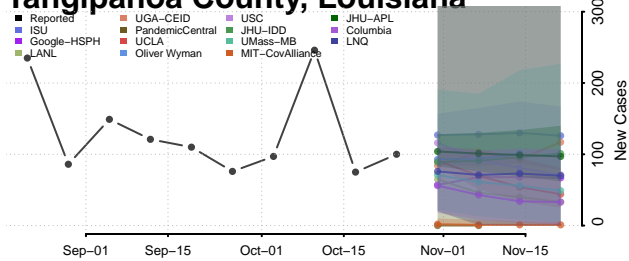 Tangipahoa County, Louisiana
Reported UGA−CEID USC JHU−APL
ISU PandemicCentral JHU−IDD Columbia
Google−HSPH UCLA UMass−MB LNQ
LANL Oliver Wyman MIT−CovAlliance
300
200
100
0
New Cases
Sep−01 Sep−15 Oct−01 Oct−15 Nov−01 Nov−15